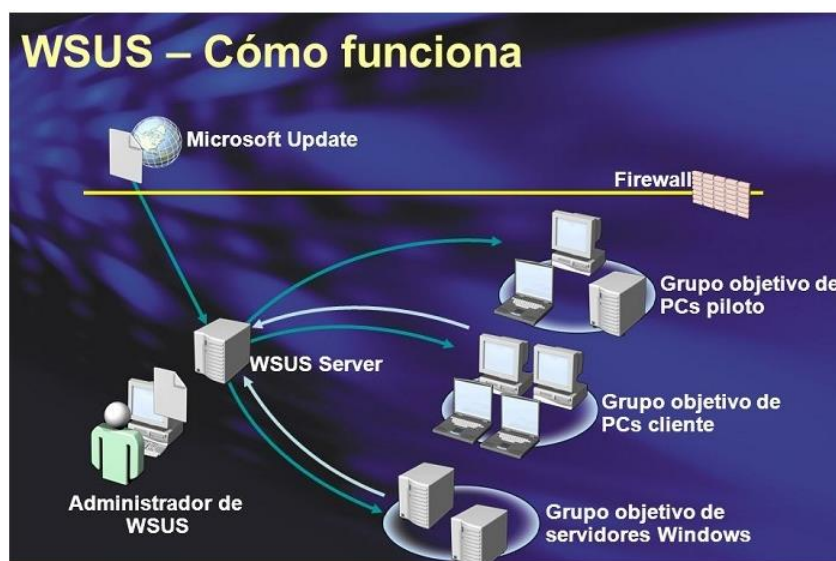 WSUS – Cómo funciona
Microsoft Update
Firewall
Grupo objetivo de
PCs piloto
WSUS Server
Grupo objetivo de
PCs cliente
Administrador de
WSUS
Grupo objetivo de
servidores Windows